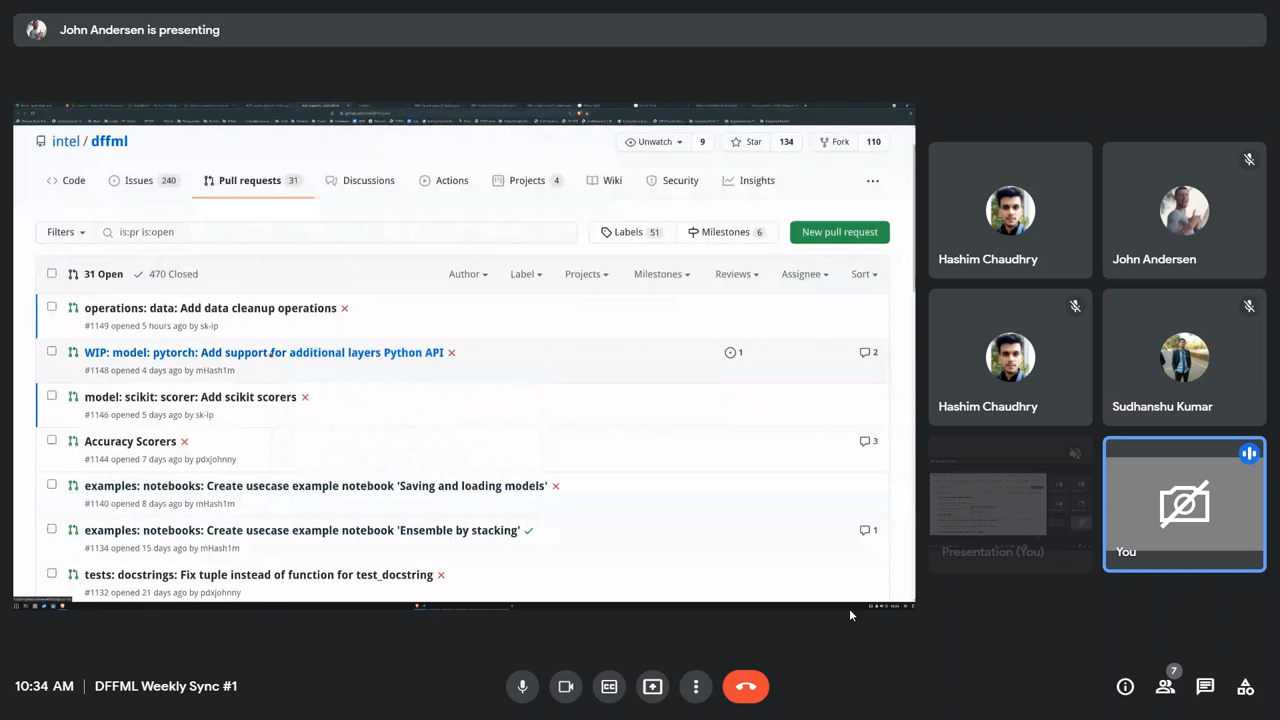 John Andersen is presenting
intel / dffml
Unwatch 9
Star 134
Fork 110
Code
Issues 240
Pull requests 31
Discussions
Actions
Projects 4
Wiki
Security
Insights
Filters
is:pr is:open
Labels 51
Milestones 6
New pull request
31 Open
470 Closed
Author
Label
Projects
Milestones
Reviews
Assignee
Sort
operations: data: Add data cleanup operations
#1149 opened 5 hours ago by sk-ip
WIP: model: pytorch: Add support for additional layers Python API
1
2
#1148 opened 4 days ago by mHash1m
model: scikit: scorer: Add scikit scorers
#1146 opened 5 days ago by sk-ip
Accuracy Scorers
3
#1144 opened 7 days ago by pdxjohnny
examples: notebooks: Create usecase example notebook 'Saving and loading models'
#1140 opened 8 days ago by mHash1m
examples: notebooks: Create usecase example notebook 'Ensemble by stacking'
1
#1134 opened 15 days ago by mHash1m
tests: docstrings: Fix tuple instead of function for test_docstring
#1132 opened 21 days ago by pdxjohnny
Hashim Chaudhry
John Andersen
Hashim Chaudhry
Sudhanshu Kumar
Presentation (You)
You
10:34 AM
DFFML Weekly Sync #1
7